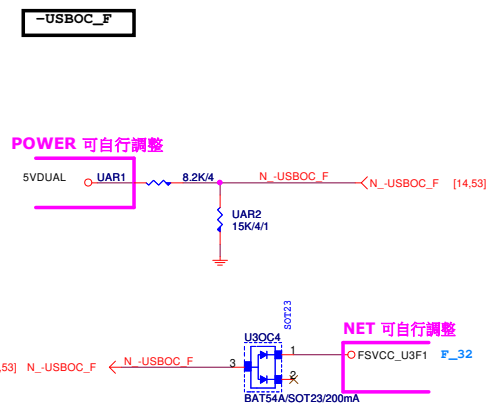 -USBOC_F
POWER 可自行調整
5VDUAL UAR1 8.2K/4 N_-USBOC_F N_-USBOC_F [14,53]
UAR2
15K/4/1
SOT23
U3OC4
NET 可自行調整
,53] N_-USBOC_F N_-USBOC_F 3 1 FSVCC_U3F1 F_32
2
BAT54A/SOT23/200mA